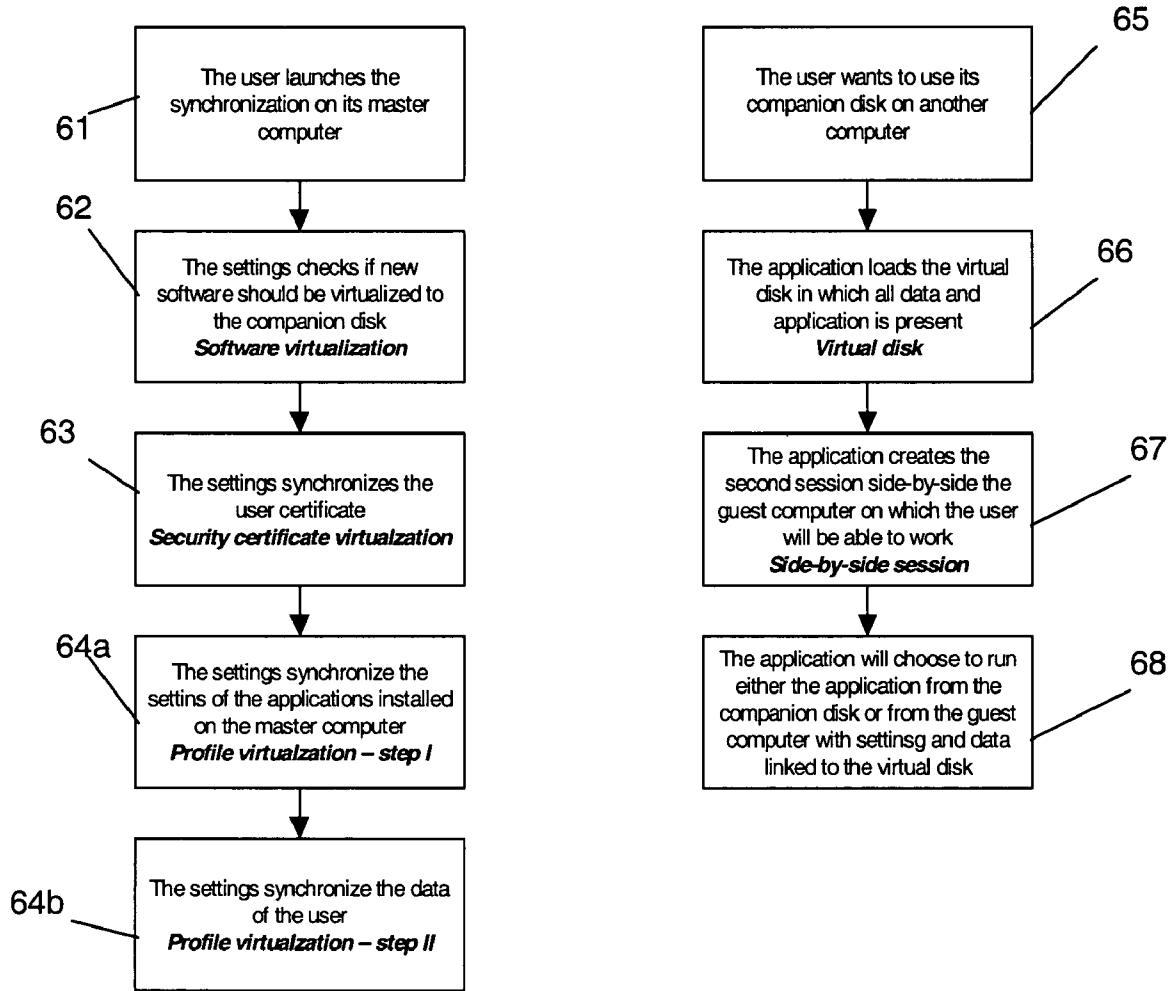 61
The user launches the
synchronization on its master
computer
62
The settings checks if new
software should be virtualized to
the companion disk
Software virtualization
63
The settings synchronizes the
user certificate
Security certificate virtualzation
64a
The settings synchronize the
settins of the applications installed
on the master computer
Profile virtualzation – step I
64b
The settings synchronize the data
of the user
Profile virtualzation – step II
65
The user wants to use its
companion disk on another
computer
66
The application loads the virtual
disk in which all data and
application is present
Virtual disk
67
The application creates the
second session side-by-side the
guest computer on which the user
will be able to work
Side-by-side session
68
The application will choose to run
either the application from the
companion disk or from the guest
computer with settinsg and data
linked to the virtual disk